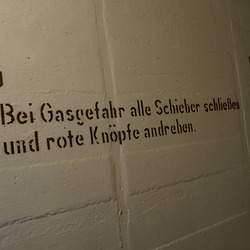 Bei Gasgefahr alle Schieber schließen
und rote Knöpfe andrehen.